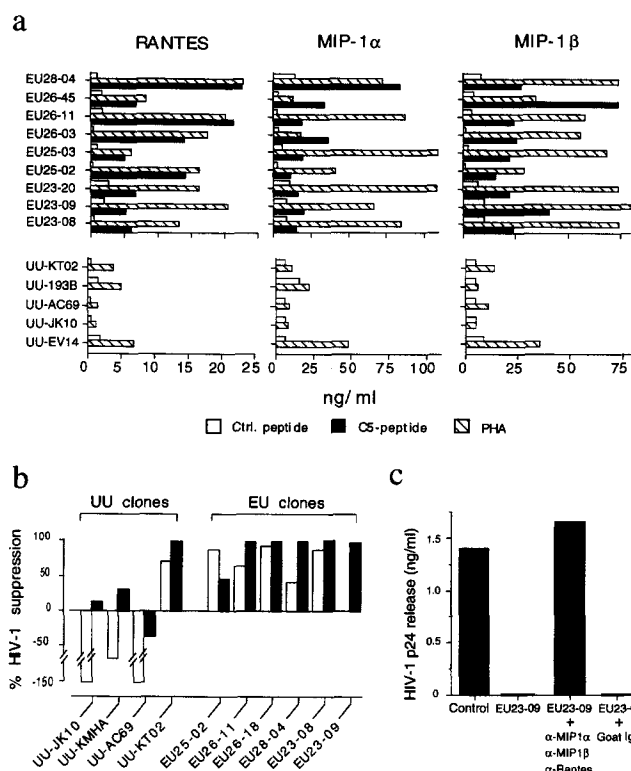 a
RANTES MIP-1α MIP-1β
EU28-04
EU26-45
EU26-11
EU26-03
EU25-03
EU25-02
EU23-20
EU23-09
EU23-08
UU-KT02
UU-193B
UU-AC69
UU-JK10
UU-EV14
0 5 10 15 20 25 0 25 50 75 100 0 25 50 75
ng/ ml
Ctrl. peptide C5-peptide PHA
b
UU clones EU clones
% HIV-1 suppression
100
50
0
-50
-150
UU-JK10
UU-KMHA
UU-AC69
UU-KT02
EU25-02
EU26-11
EU26-18
EU28-04
EU23-08
EU23-09
c
HIV-1 p24 release (ng/ml)
1.5
1.0
0.5
0
Control EU23-09 EU23-09 EU23-0
+ +
α-MIP1α Goat Ig
α-MIP1β
α-Rantes